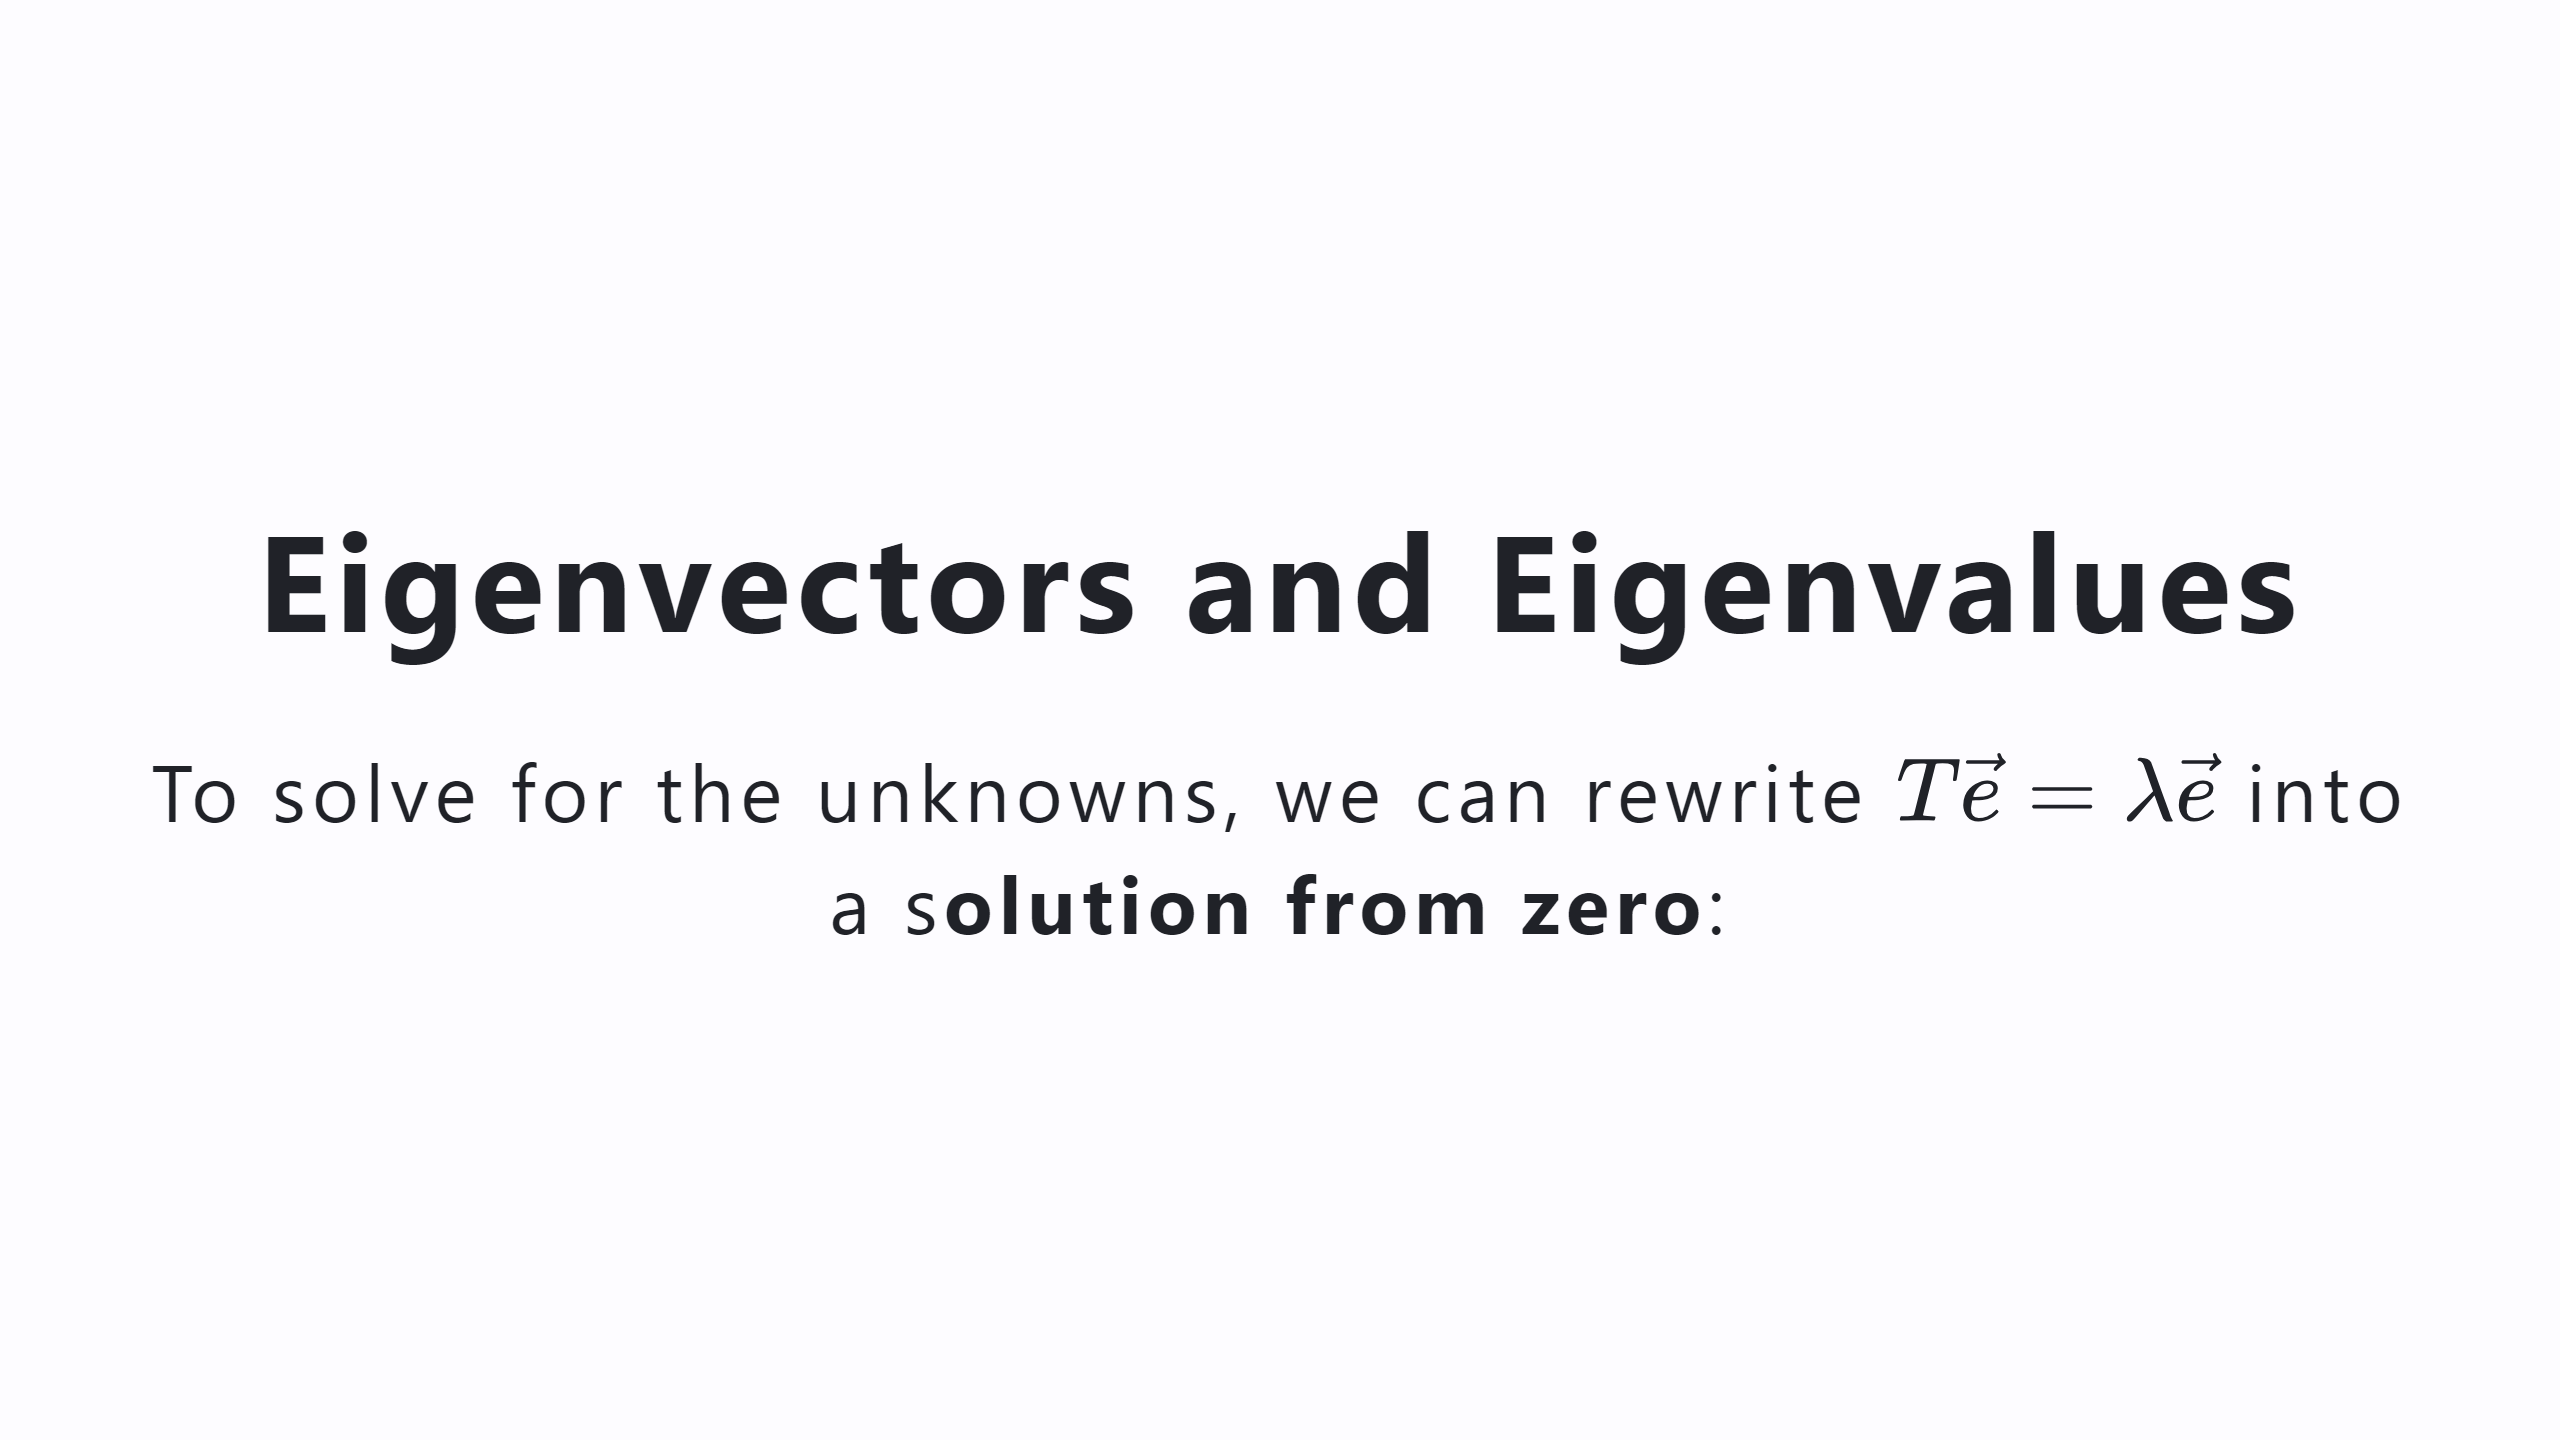 Eigenvectors and Eigenvalues
To solve for the unknowns, we can rewrite $T\vec{e} = \lambda\vec{e}$ into
a solution from zero: